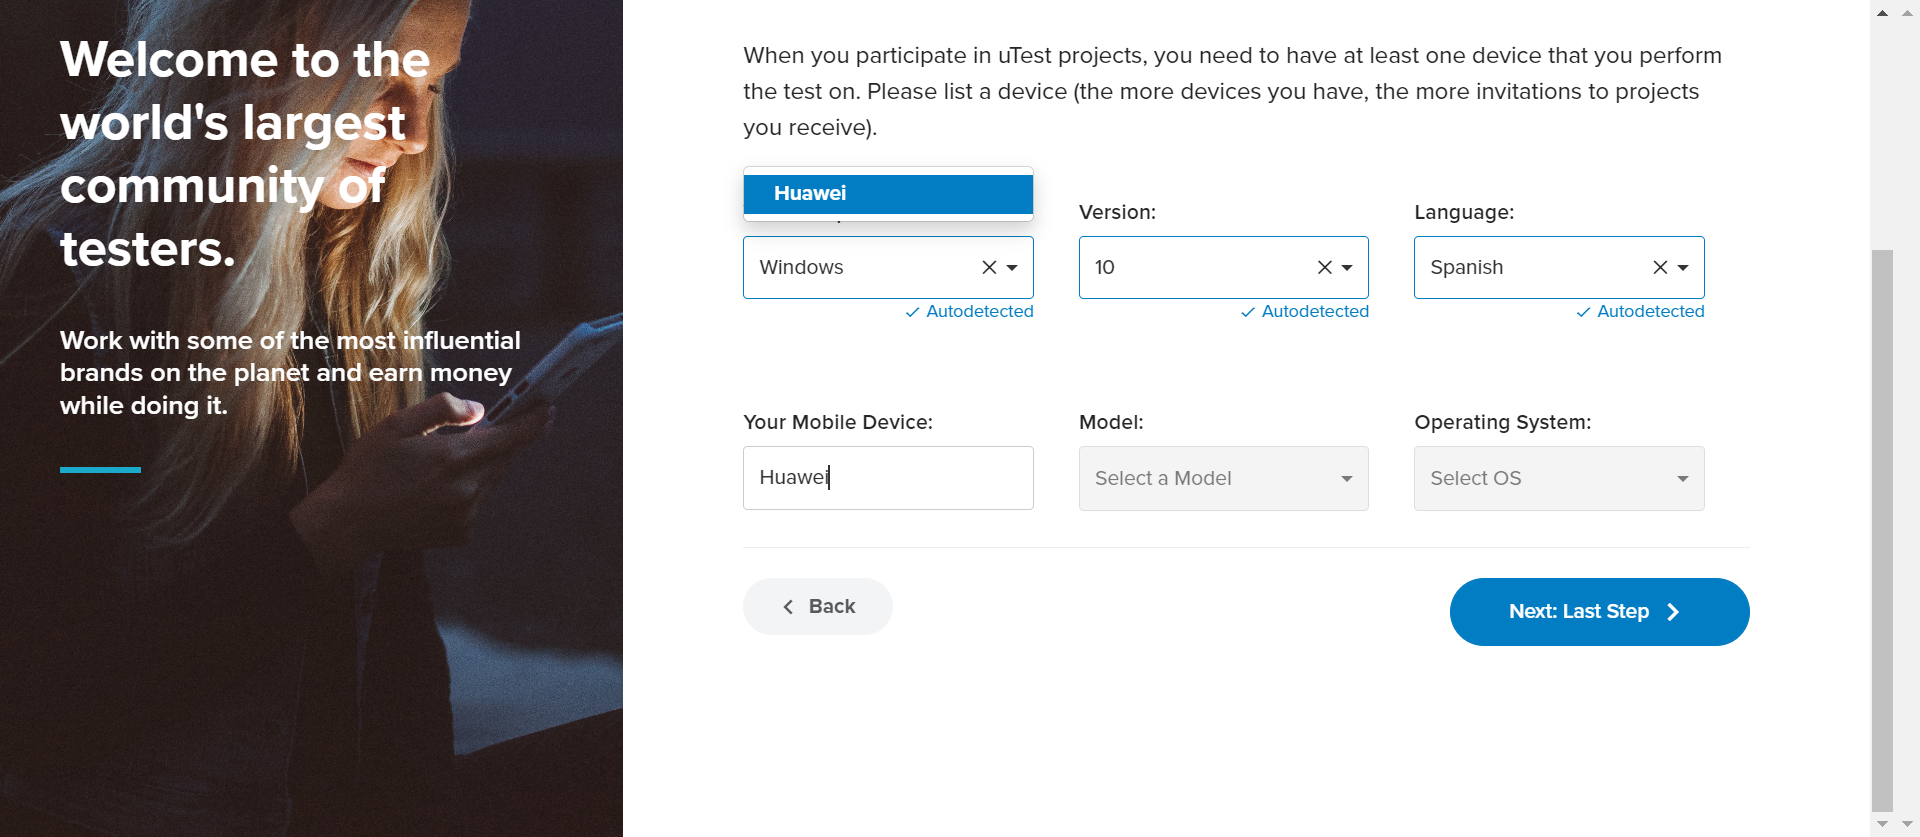 Welcome to the
world's largest
community of
testers.
Work with some of the most influential
brands on the planet and earn money
while doing it.
When you participate in uTest projects, you need to have at least one device that you perform
the test on. Please list a device (the more devices you have, the more invitations to projects
you receive).
Huawei
Version:
Language:
Windows
10
Spanish
Autodetected
Autodetected
Autodetected
Your Mobile Device:
Model:
Operating System:
Huawei
Select a Model
Select OS
Back
Next: Last Step